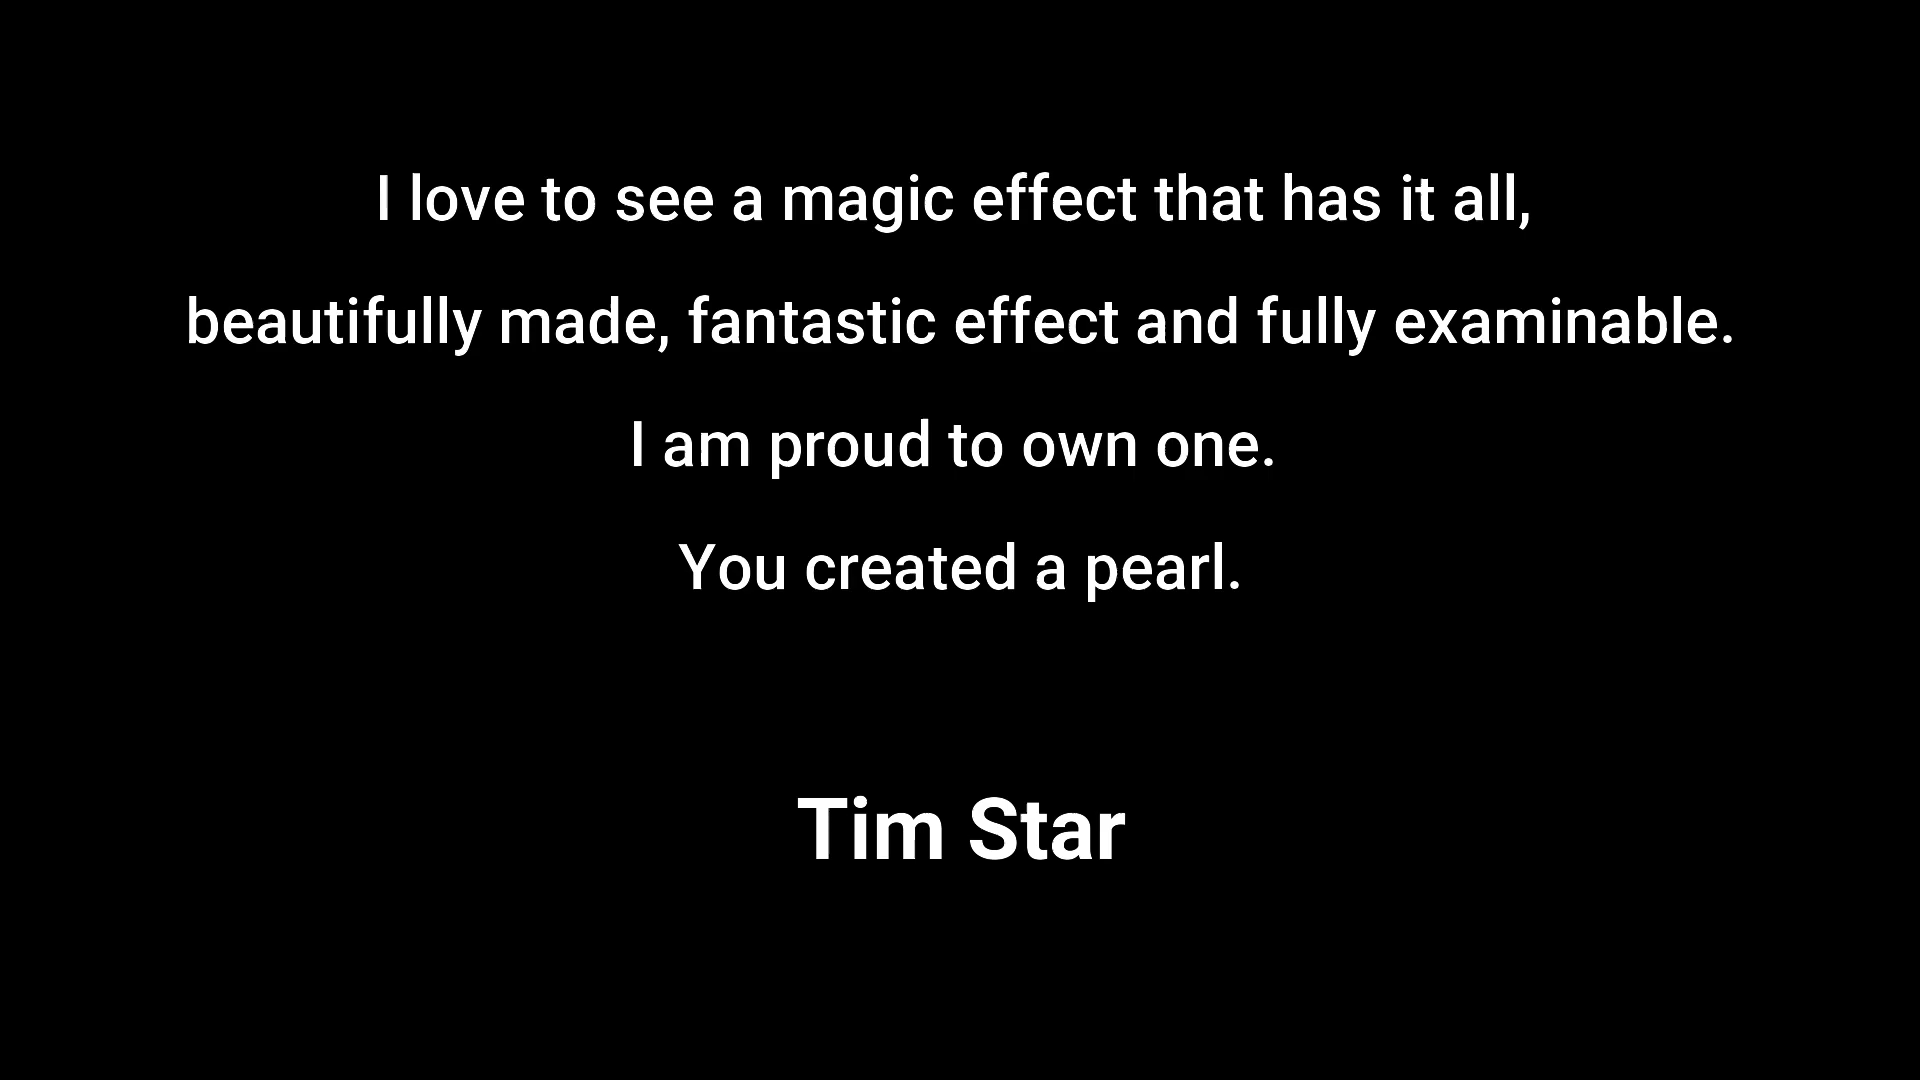 I love to see a magic effect that has it all,
beautifully made, fantastic effect and fully examinable.
I am proud to own one.
You created a pearl.
Tim Star